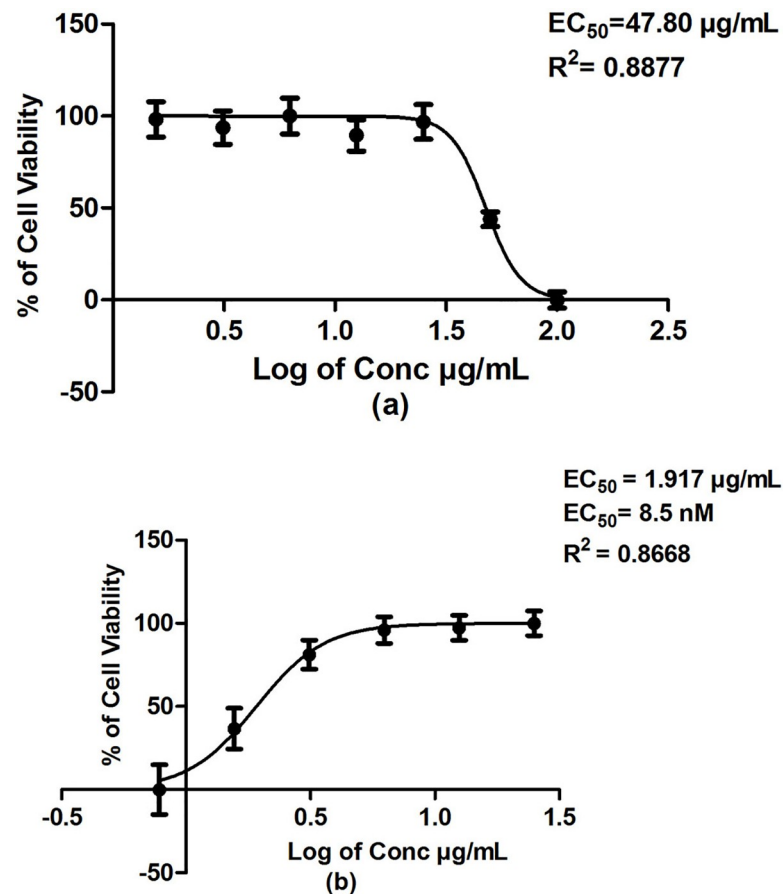 EC50=47.80 µg/mL
R2= 0.8877
150
100
50
0
-50
0.5
1.0
1.5
2.0
2.5
% of Cell Viability
Log of Conc µg/mL
(a)
EC50 = 1.917 µg/mL
EC50= 8.5 nM
R2 = 0.8668
150
100
50
-50
-0.5
0.5
1.0
1.5
% of Cell Viability
Log of Conc µg/mL
(b)